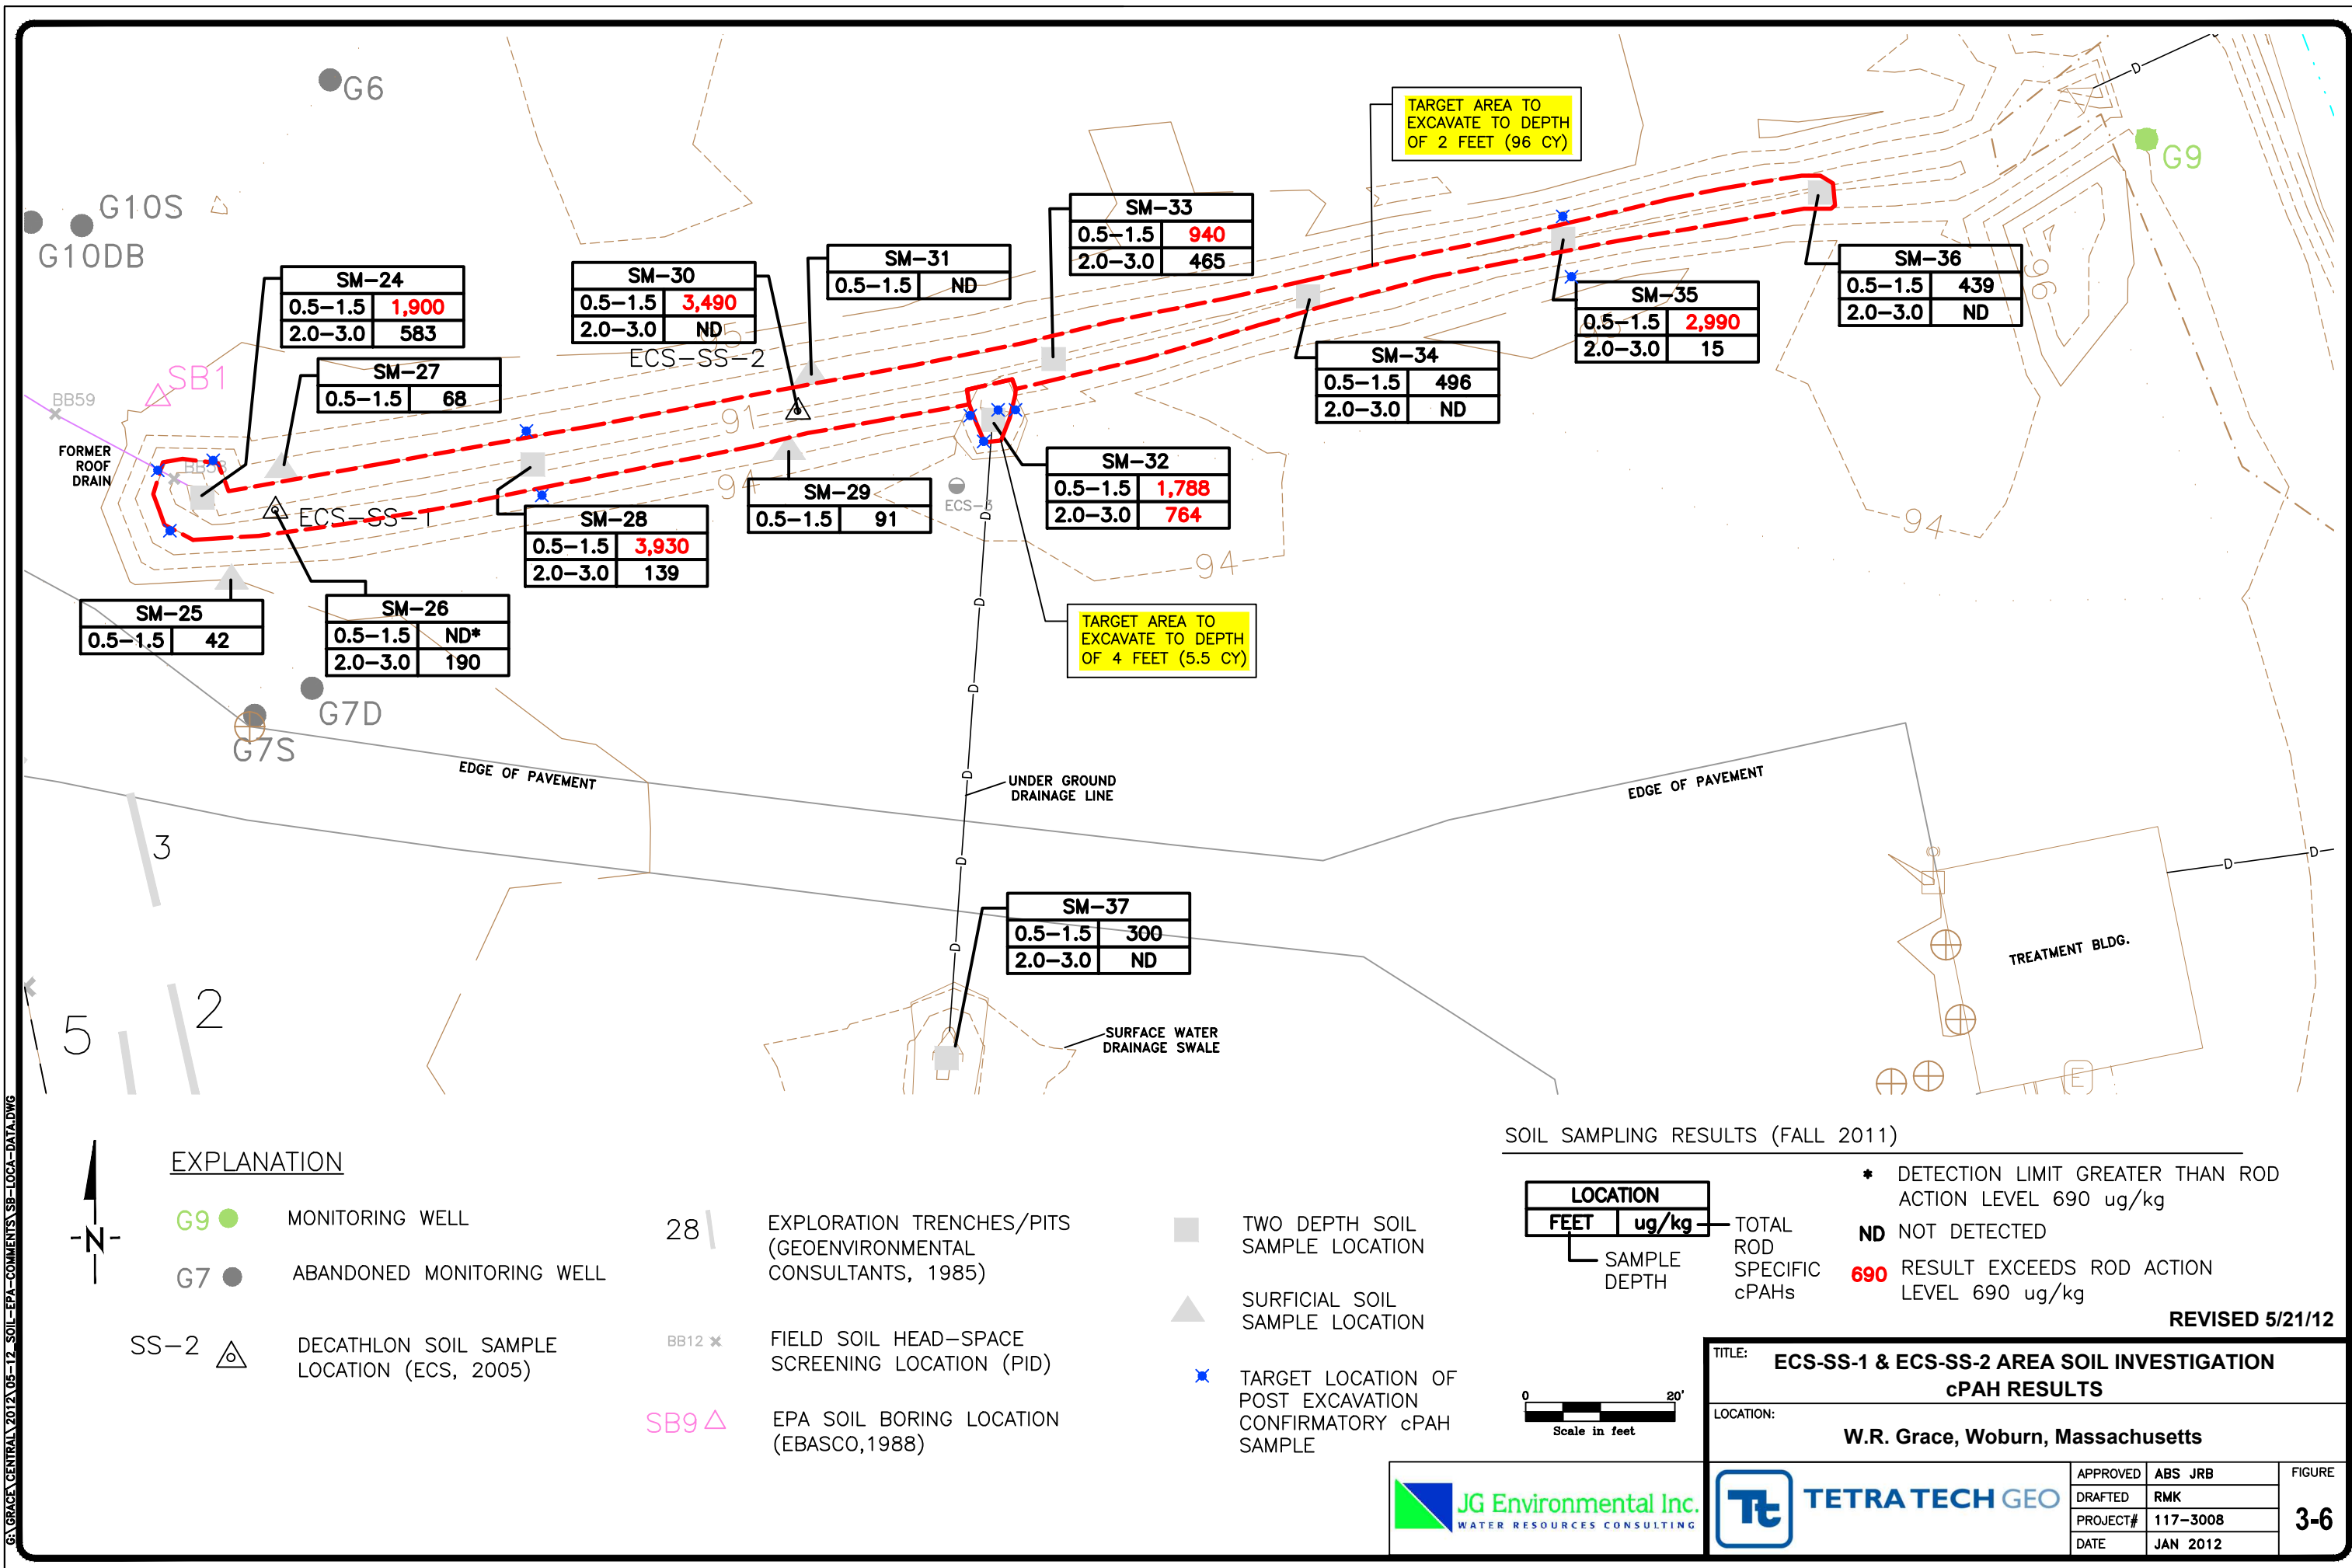 G6
G10S
G10DB
G9
TARGET AREA TO
EXCAVATE TO DEPTH
OF 2 FEET (96 CY)
SM-33
0.5-1.5 940
2.0-3.0 465
SM-31
0.5-1.5 ND
SM-30
0.5-1.5 3,490
2.0-3.0 ND
95
ECS-SS-2
SM-24
0.5-1.5 1,900
2.0-3.0 583
SM-36
0.5-1.5 439
2.0-3.0 ND
96
SM-35
0.5-1.5 2,990
2.0-3.0 15
SM-34
0.5-1.5 496
2.0-3.0 ND
SM-27
0.5-1.5 68
SB1
BB59
FORMER
ROOF
DRAIN
91
94
ECS-SS-1
SM-32
0.5-1.5 1,788
2.0-3.0 764
SM-29
0.5-1.5 91
ECS-3
SM-28
0.5-1.5 3,930
2.0-3.0 139
94
94
SM-25
0.5-1.5 42
SM-26
0.5-1.5 ND*
2.0-3.0 190
TARGET AREA TO
EXCAVATE TO DEPTH
OF 4 FEET (5.5 CY)
G7D
G7S
EDGE OF PAVEMENT
UNDER GROUND
DRAINAGE LINE
EDGE OF PAVEMENT
D
D
D
D
D
D
D
D
D
3
2
5
SM-37
0.5-1.5 300
2.0-3.0 ND
TREATMENT BLDG.
SURFACE WATER
DRAINAGE SWALE
E
G:\GRACE\CENTRAL\2012\05-12_SOIL-EPA-COMMENTS\SB-LOCA-DATA.DWG
N
EXPLANATION
G9 MONITORING WELL
G7 ABANDONED MONITORING WELL
SS-2 DECATHLON SOIL SAMPLE
LOCATION (ECS, 2005)
28 EXPLORATION TRENCHES/PITS
(GEOENVIRONMENTAL
CONSULTANTS, 1985)
BB12 FIELD SOIL HEAD-SPACE
SCREENING LOCATION (PID)
SB9 EPA SOIL BORING LOCATION
(EBASCO,1988)
TWO DEPTH SOIL
SAMPLE LOCATION
SURFICIAL SOIL
SAMPLE LOCATION
TARGET LOCATION OF
POST EXCAVATION
CONFIRMATORY cPAH
SAMPLE
SOIL SAMPLING RESULTS (FALL 2011)
LOCATION
FEET ug/kg
SAMPLE
DEPTH
TOTAL
ROD
SPECIFIC
cPAHs
* DETECTION LIMIT GREATER THAN ROD
ACTION LEVEL 690 ug/kg
ND NOT DETECTED
690 RESULT EXCEEDS ROD ACTION
LEVEL 690 ug/kg
REVISED 5/21/12
0 20'
Scale in feet
TITLE: ECS-SS-1 & ECS-SS-2 AREA SOIL INVESTIGATION
cPAH RESULTS
LOCATION:
W.R. Grace, Woburn, Massachusetts
JG Environmental Inc.
WATER RESOURCES CONSULTING
Tt TETRA TECH GEO
APPROVED ABS JRB
DRAFTED RMK
PROJECT# 117-3008
DATE JAN 2012
FIGURE
3-6